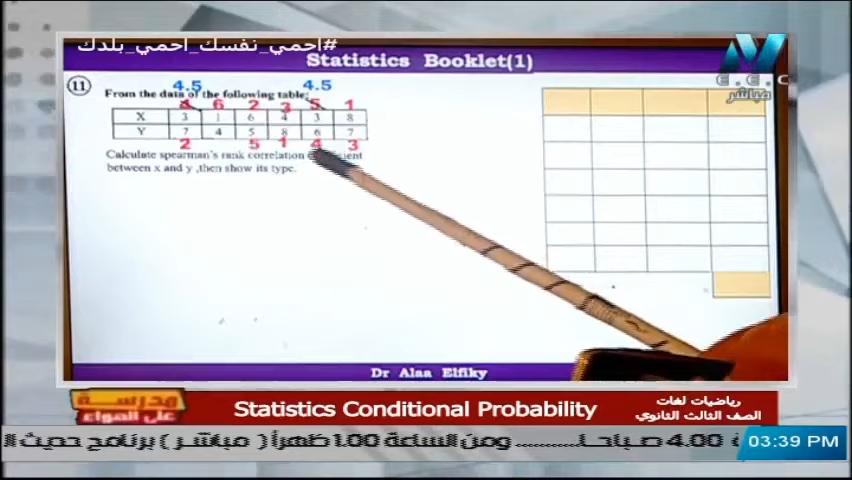 #احمي_نفسك_احمي_بلدك
Statistics Booklet(1)
E.E.C
مباشر
11
4.5 4.5
From the data of the following table:
4 6 2 3 5 1
X 3 1 6 4 3 8
Y 7 4 5 8 6 7
2 5 1 4 3
Calculate spearman's rank correlation
between x and y ,then show its type.
Dr Alaa Elfiky
مدرسة
على الهواء
Statistics Conditional Probability
رياضيات لغات
الصف الثالث الثانوي
4.00 صباحا ........... ومن الساعة 1.00 ظهراً ( مباشر ) برنامج حديث
03:39 PM